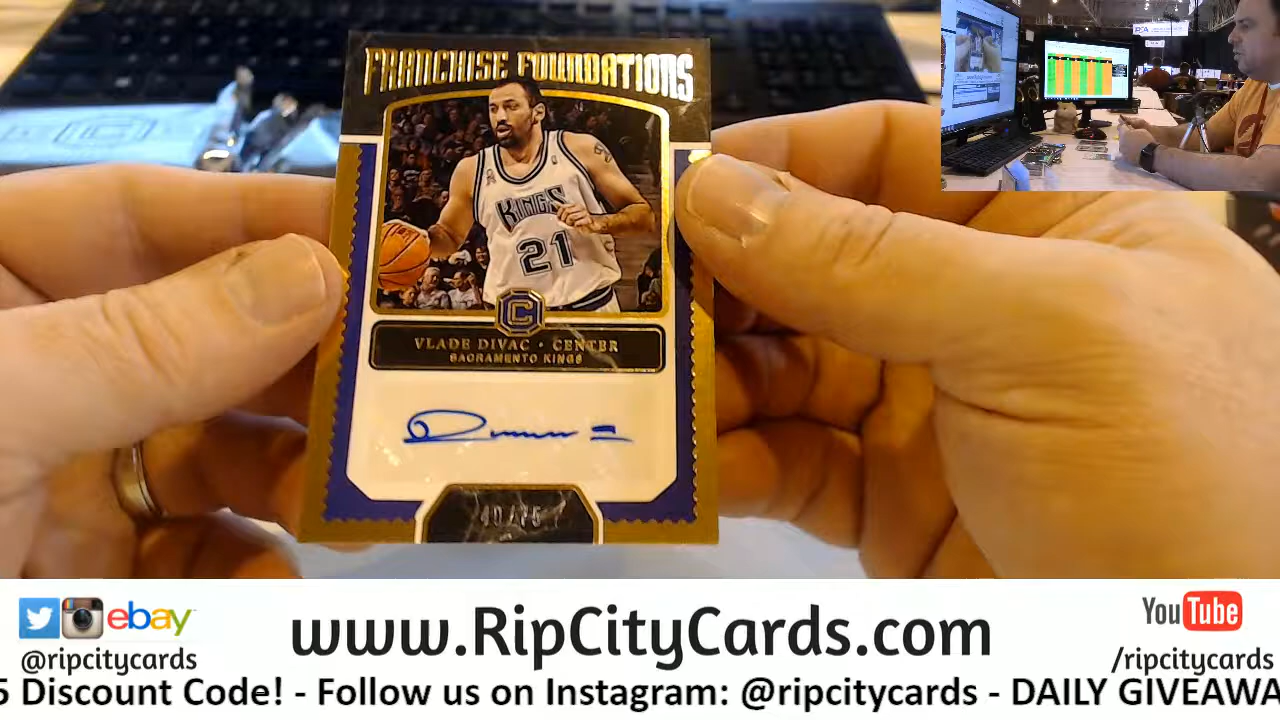 FRANCHISE FOUNDATIONS
KINGS
21
C
VLADE DIVAC • CENTER
SACRAMENTO KINGS
/75
PSA
ebay
www.RipCityCards.com
YouTube
@ripcitycards
/ripcitycards
5 Discount Code! - Follow us on Instagram: @ripcitycards - DAILY GIVEAWA